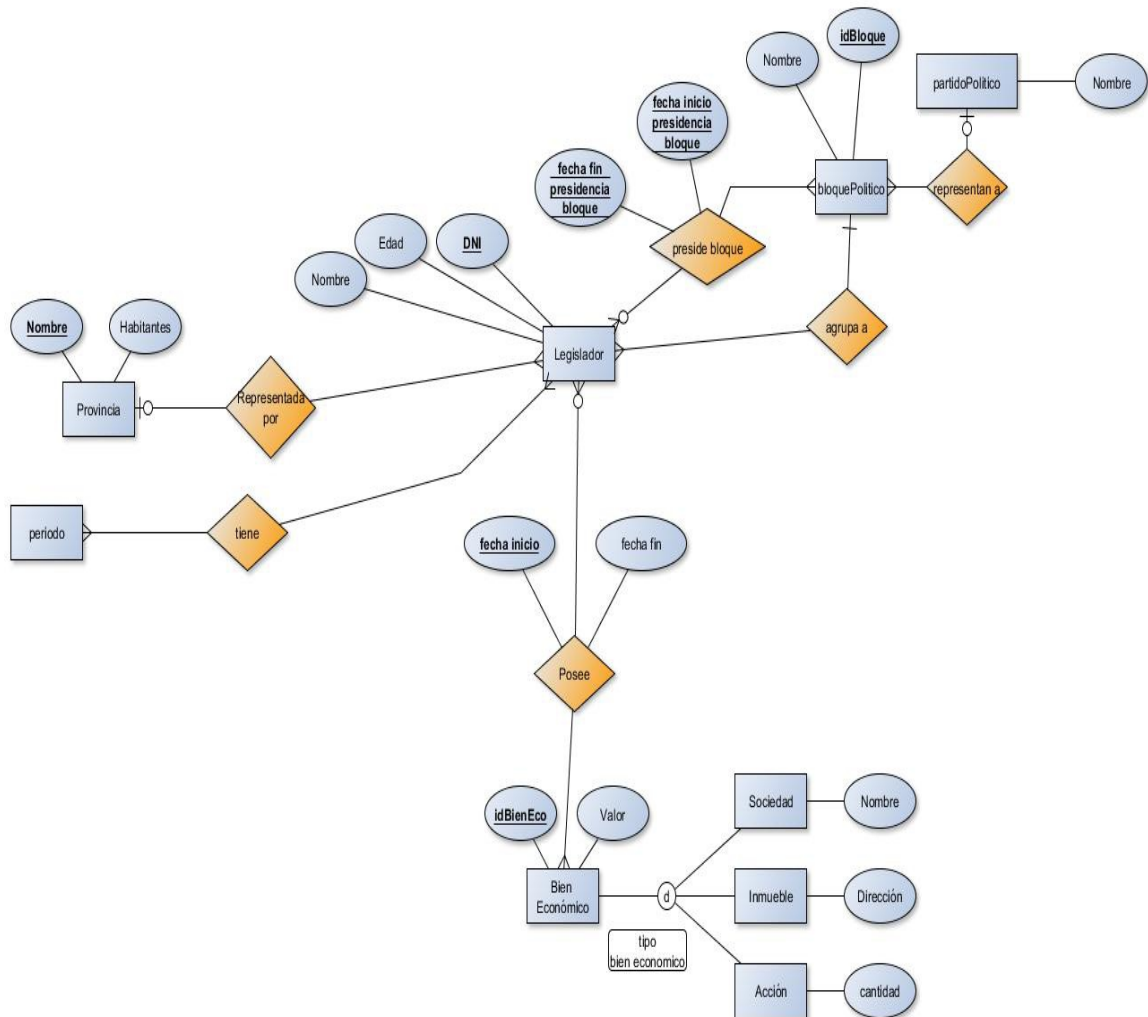 idBloque
Nombre
partidoPolítico
Nombre
fecha inicio
presidencia
bloque
fecha fin
presidencia
bloque
bloquePolitico
representan a
Edad
DNI
preside bloque
Nombre
Nombre
Habitantes
agrupa a
Legislador
Provincia
Representada
por
periodo
tiene
fecha inicio
fecha fin
Posee
Sociedad
Nombre
idBienEco
Valor
Bien
Económico
d
Inmueble
Dirección
tipo
bien economico
Acción
cantidad